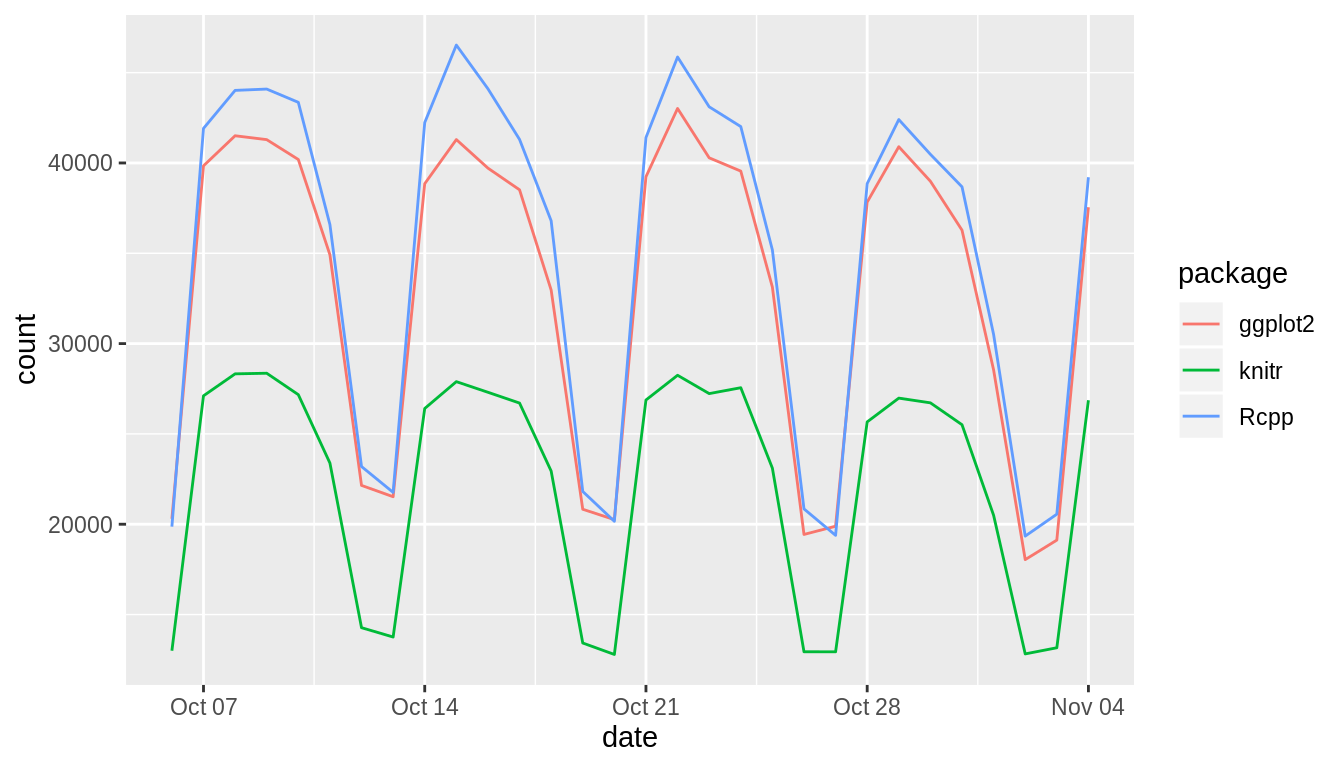 count
40000
30000
20000
Oct 07
Oct 14
Oct 21
Oct 28
Nov 04
date
package
ggplot2
knitr
Rcpp